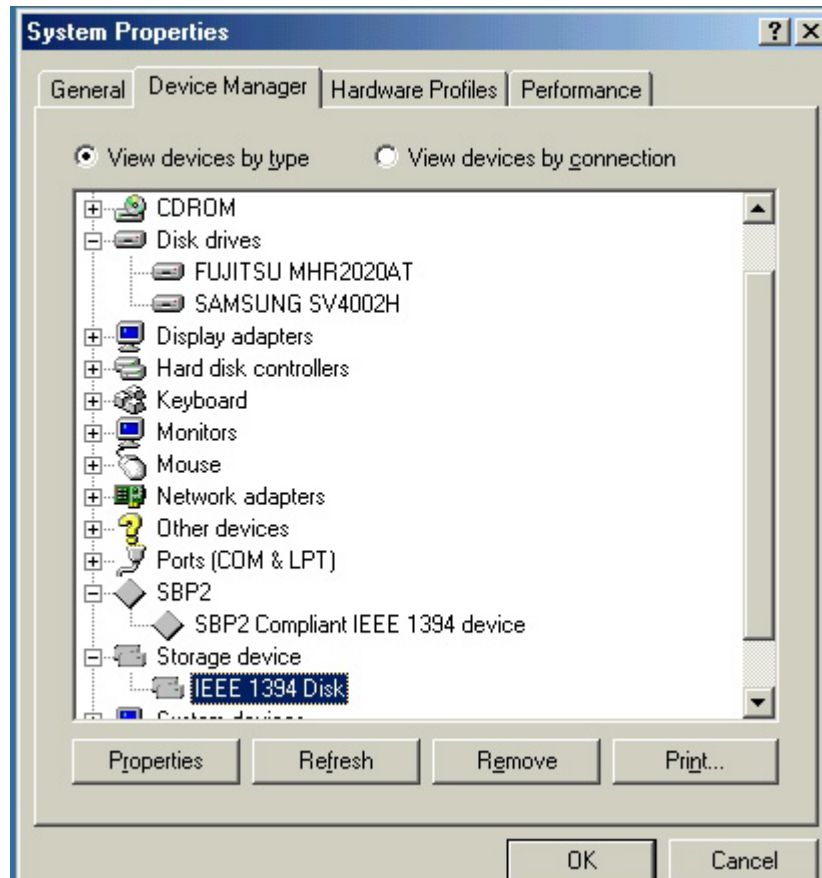 System Properties
General Device Manager Hardware Profiles Performance
View devices by type View devices by connection
CDROM
Disk drives
FUJITSU MHR2020AT
SAMSUNG SV4002H
Display adapters
Hard disk controllers
Keyboard
Monitors
Mouse
Network adapters
Other devices
Ports (COM & LPT)
SBP2
SBP2 Compliant IEEE 1394 device
Storage device
IEEE 1394 Disk
Properties Refresh Remove Print...
OK Cancel